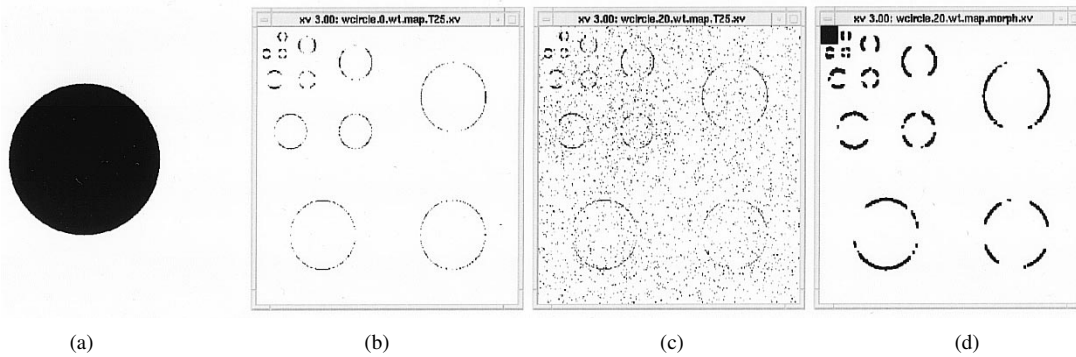 xv 3.00: wcircle.0.wt.map.T25.xv
xv 3.00: wcircle.20.wt.map.T25.xv
xv 3.00: wcircle.20.wt.map.morph.xv
(a)
(b)
(c)
(d)